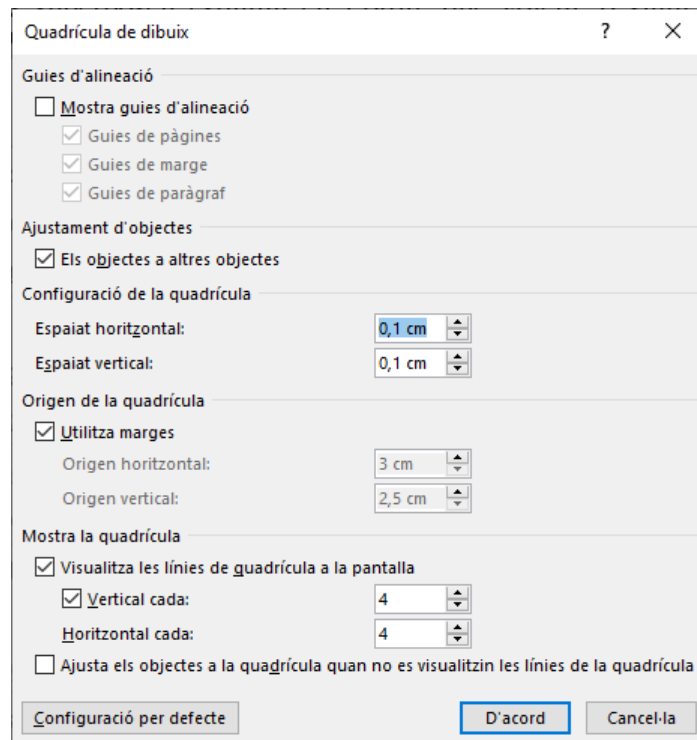 Quadrícula de dibuix ?
Guies d'alineació
Mostra guies d'alineació
Guies de pàgines
Guies de marge
Guies de paràgraf
Ajustament d'objectes
Els objectes a altres objectes
Configuració de la quadrícula
Espaiat horitzontal: 0,1 cm
Espaiat vertical: 0,1 cm
Origen de la quadrícula
Utilitza marges
Origen horitzontal: 3 cm
Origen vertical: 2,5 cm
Mostra la quadrícula
Visualitza les línies de quadrícula a la pantalla
Vertical cada: 4
Horitzontal cada: 4
Ajusta els objectes a la quadrícula quan no es visualitzin les línies de la quadrícula
Configuració per defecte D'acord Cancel·la